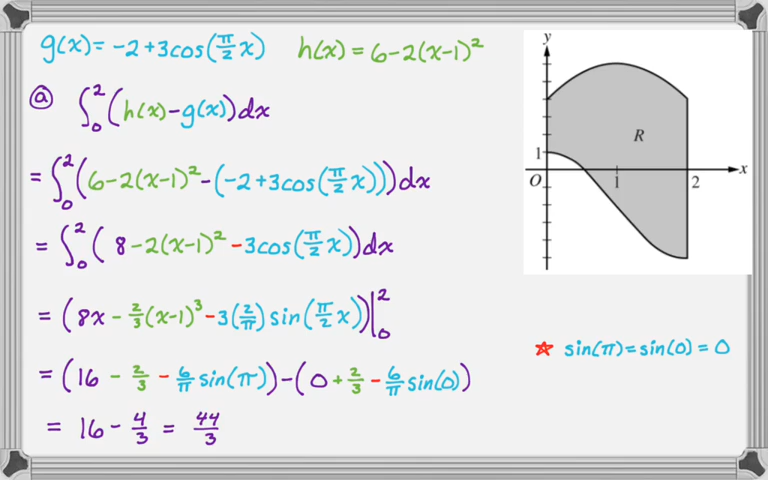 g(x) = -2+3cos(π/2 x)   h(x) = 6-2(x-1)²
ⓐ ∫₀² (h(x)-g(x))dx
= ∫₀² (6-2(x-1)²-(-2+3cos(π/2 x)))dx
= ∫₀² (8-2(x-1)²-3cos(π/2 x))dx
= (8x - 2/3(x-1)³ - 3(2/π)sin(π/2 x))|₀²
= (16 - 2/3 - 6/π sin(π)) - (0 + 2/3 - 6/π sin(0))
= 16 - 4/3 = 44/3
y
R
1
x
O
1
2
★ sin(π) = sin(0) = 0